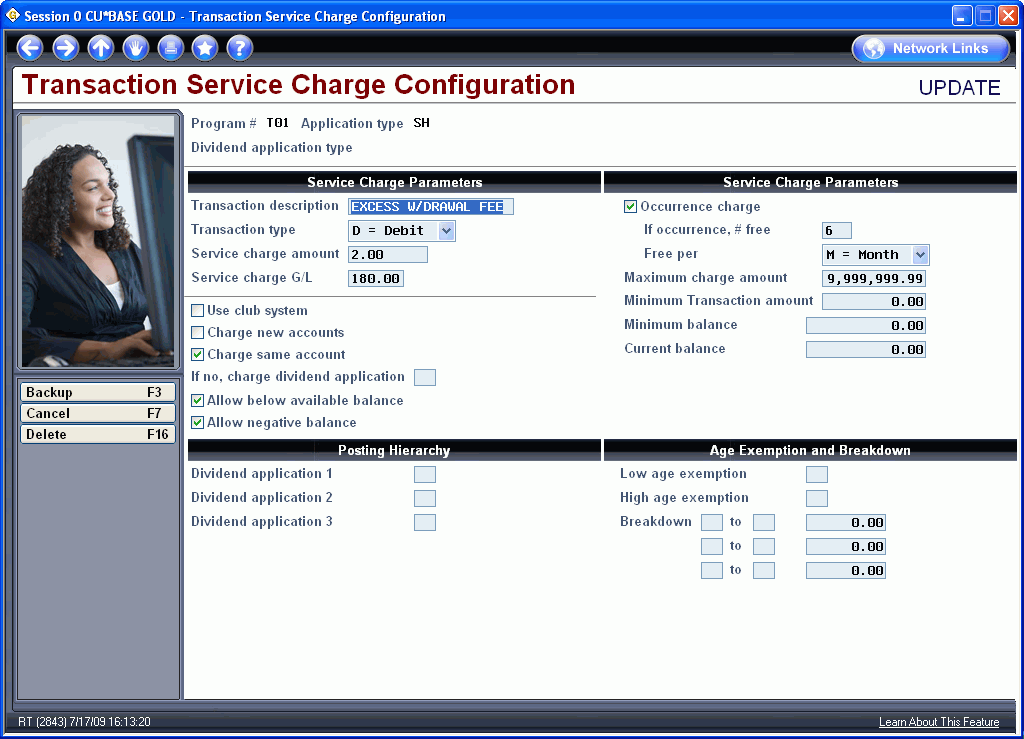 Session 0 CU*BASE GOLD - Transaction Service Charge Configuration
Network Links
Transaction Service Charge Configuration
UPDATE
Program # T01 Application type SH
Dividend application type
Service Charge Parameters
Transaction description EXCESS W/DRAWAL FEE
Transaction type D = Debit
Service charge amount 2.00
Service charge G/L 180.00
Use club system
Charge new accounts
Charge same account
If no, charge dividend application
Allow below available balance
Allow negative balance
Service Charge Parameters
Occurrence charge
If occurrence, # free 6
Free per M = Month
Maximum charge amount 9,999,999.99
Minimum Transaction amount 0.00
Minimum balance 0.00
Current balance 0.00
Backup F3
Cancel F7
Delete F16
Posting Hierarchy
Dividend application 1
Dividend application 2
Dividend application 3
Age Exemption and Breakdown
Low age exemption
High age exemption
Breakdown to 0.00
to 0.00
to 0.00
RT (2843) 7/17/09 16:13:20
Learn About This Feature